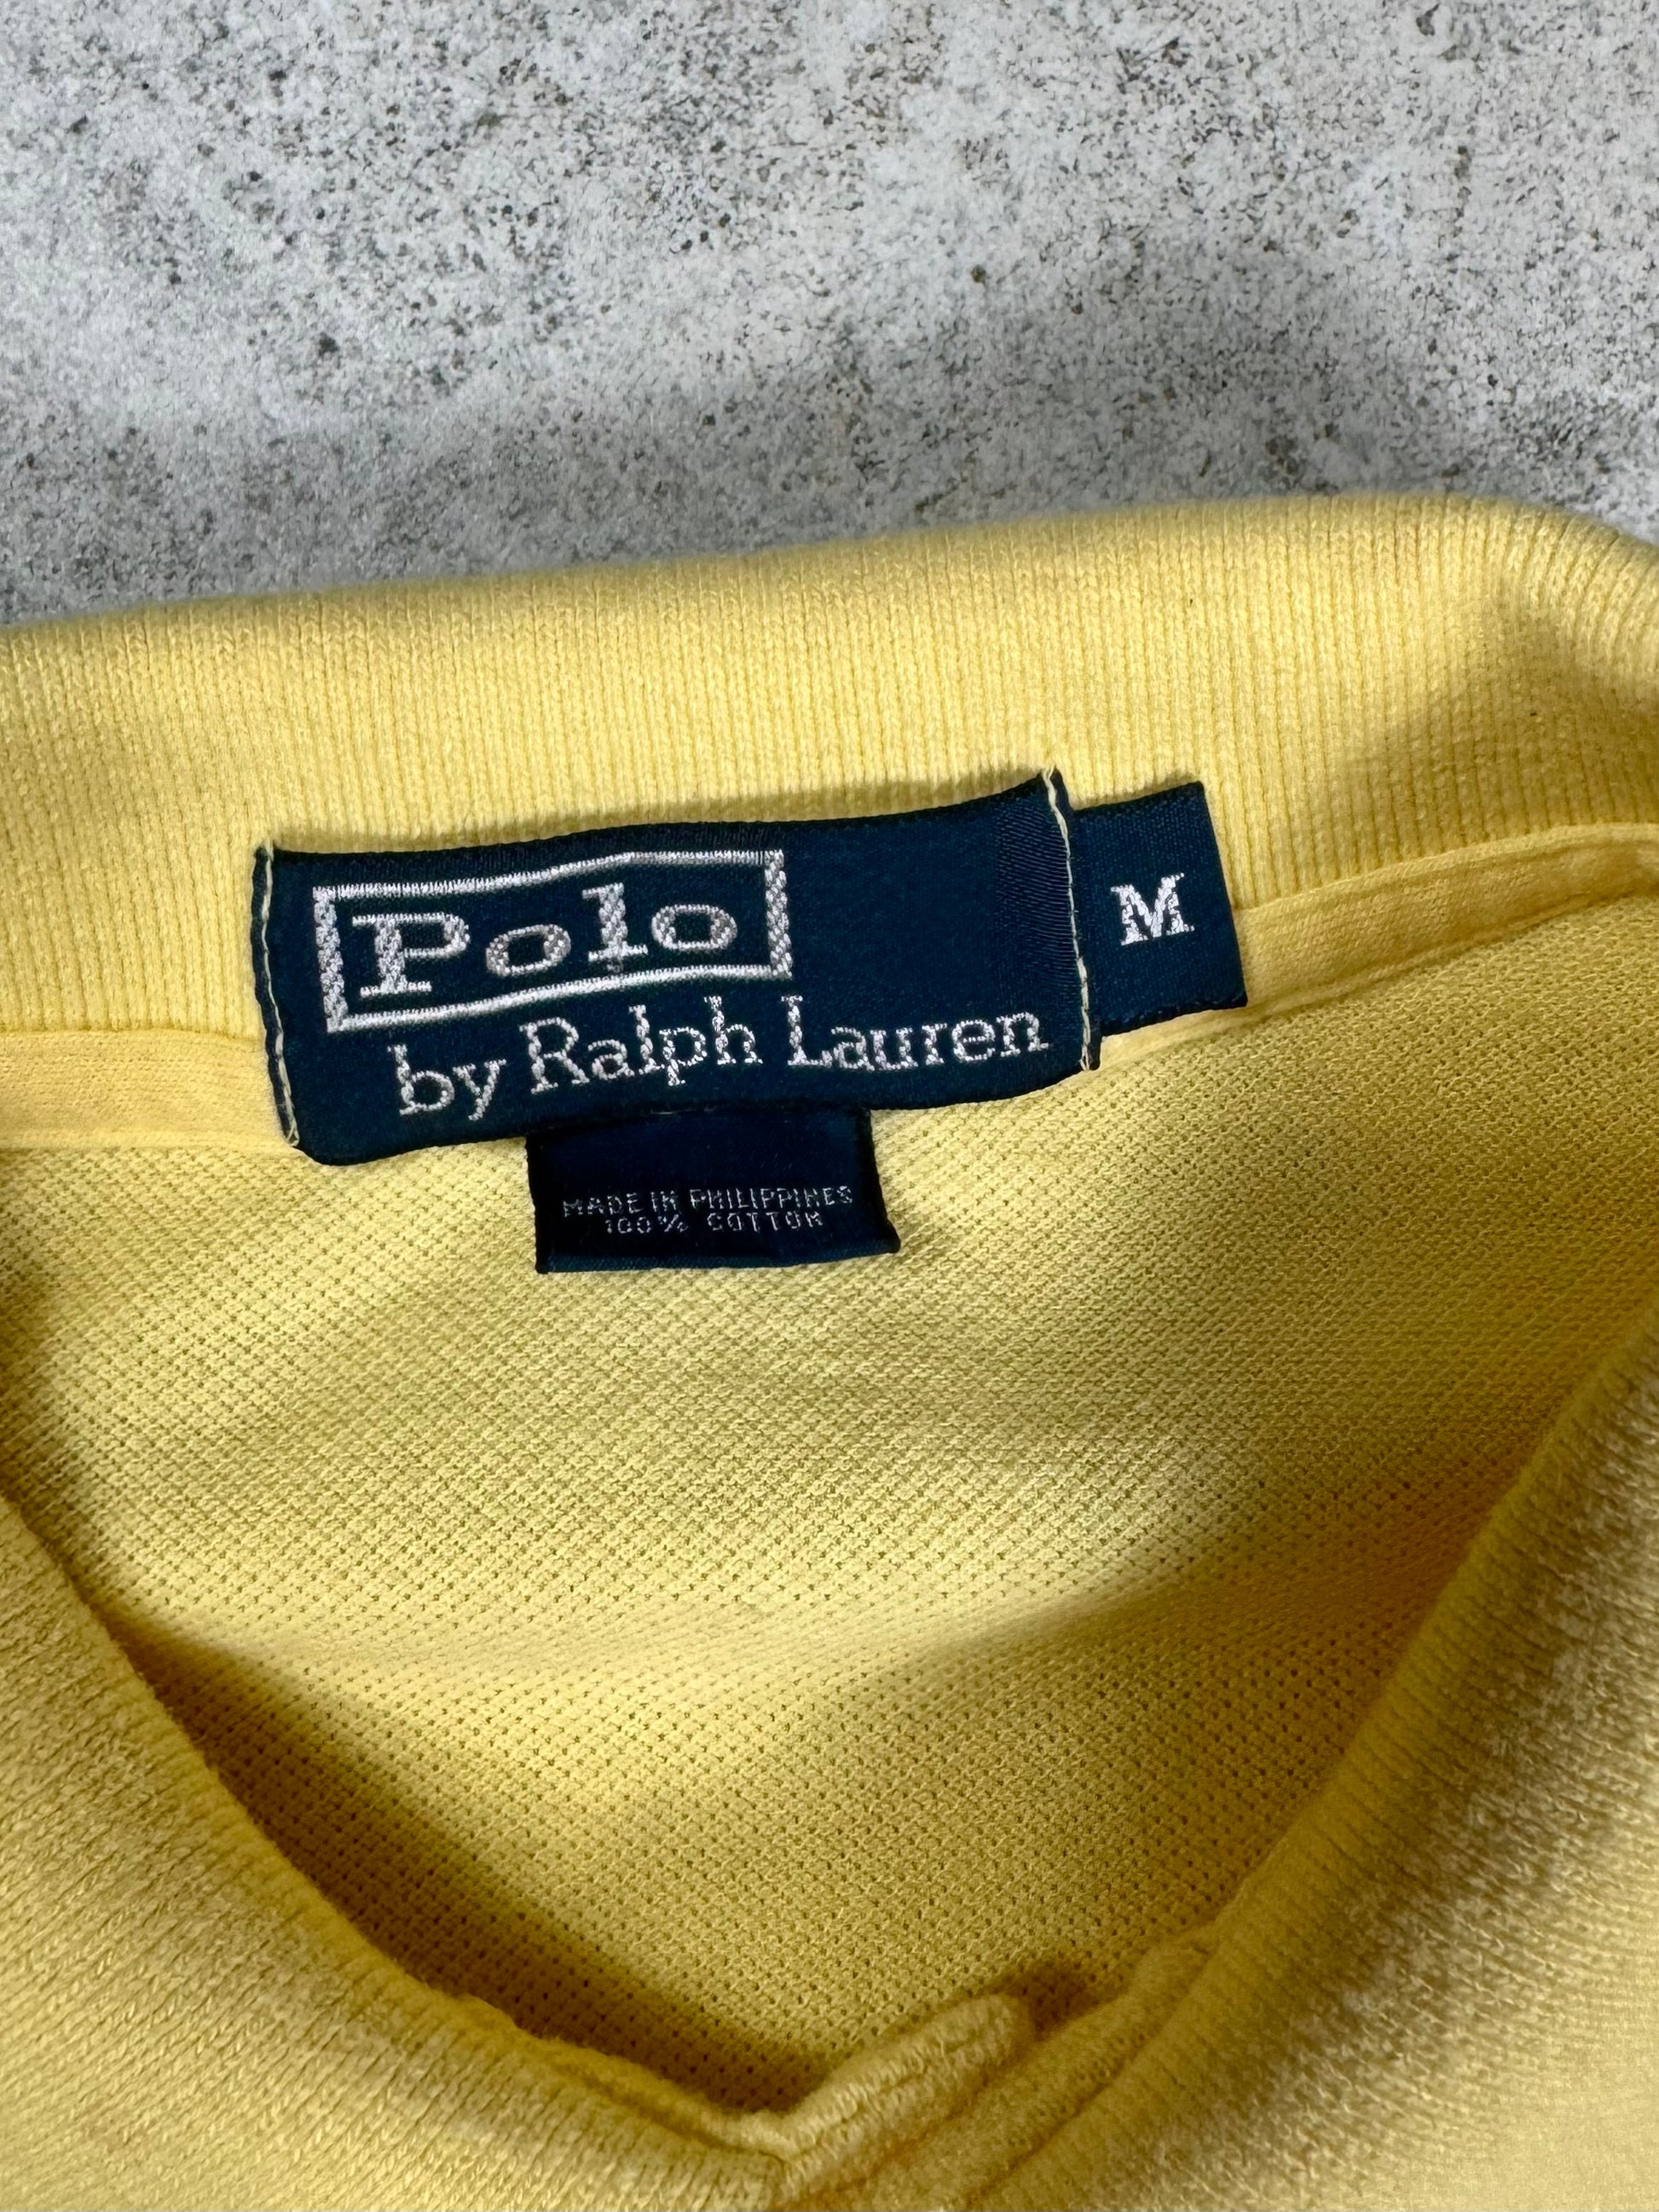 Polo
by Ralph Lauren
M
MADE IN PHILIPPINES
100% COTTON